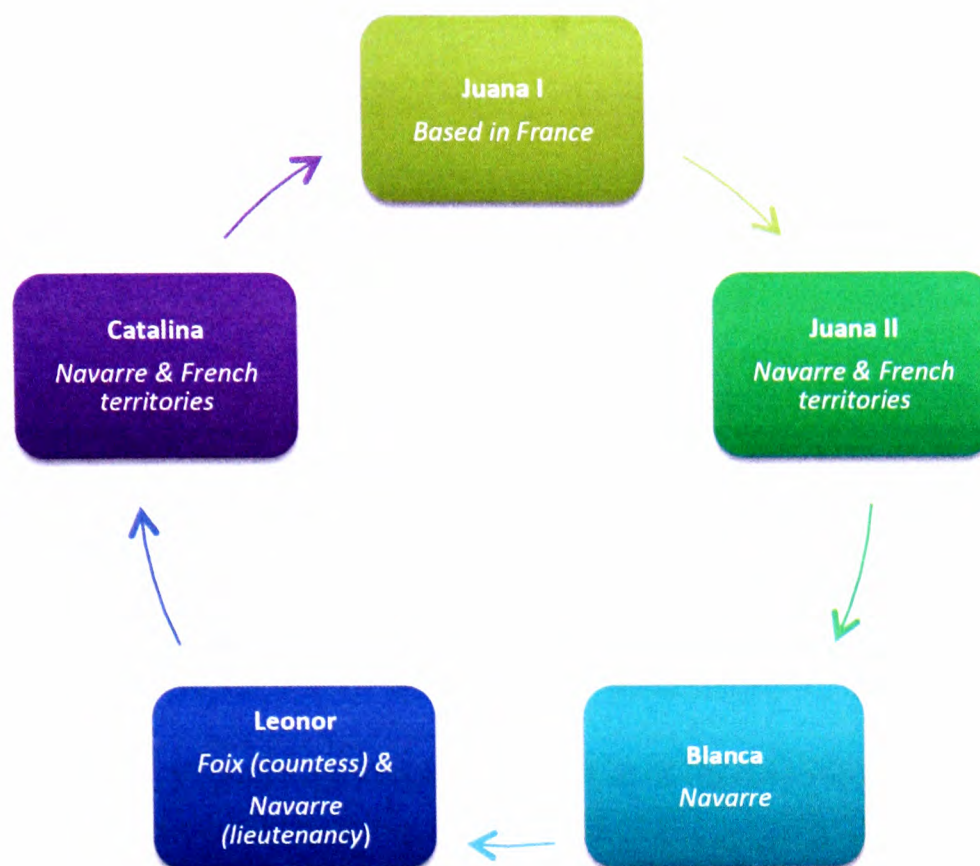 Juana I
Based in France
Juana II
Navarre & French
territories
Blanca
Navarre
Leonor
Foix (countess) &
Navarre
(lieutenancy)
Catalina
Navarre & French
territories